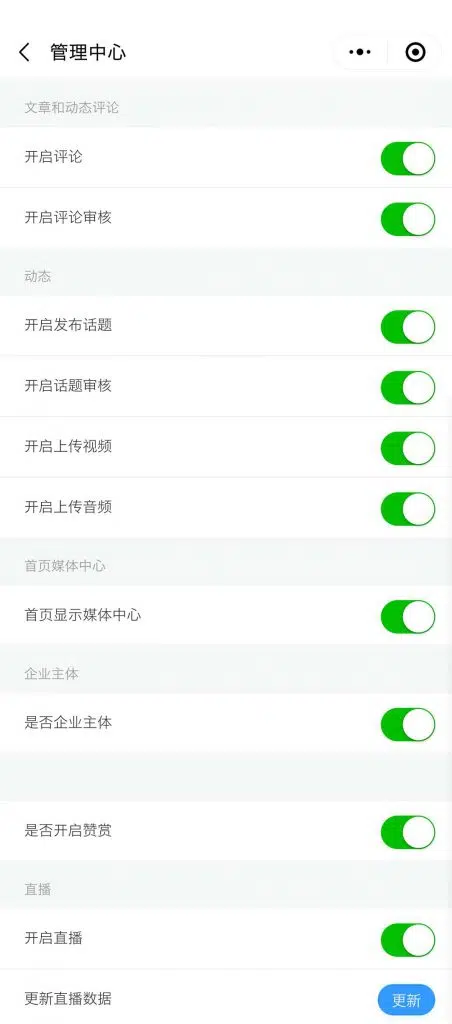 管理中心
文章和动态评论
开启评论
开启评论审核
动态
开启发布话题
开启话题审核
开启上传视频
开启上传音频
首页媒体中心
首页显示媒体中心
企业主体
是否企业主体
是否开启赞赏
直播
开启直播
更新直播数据 更新